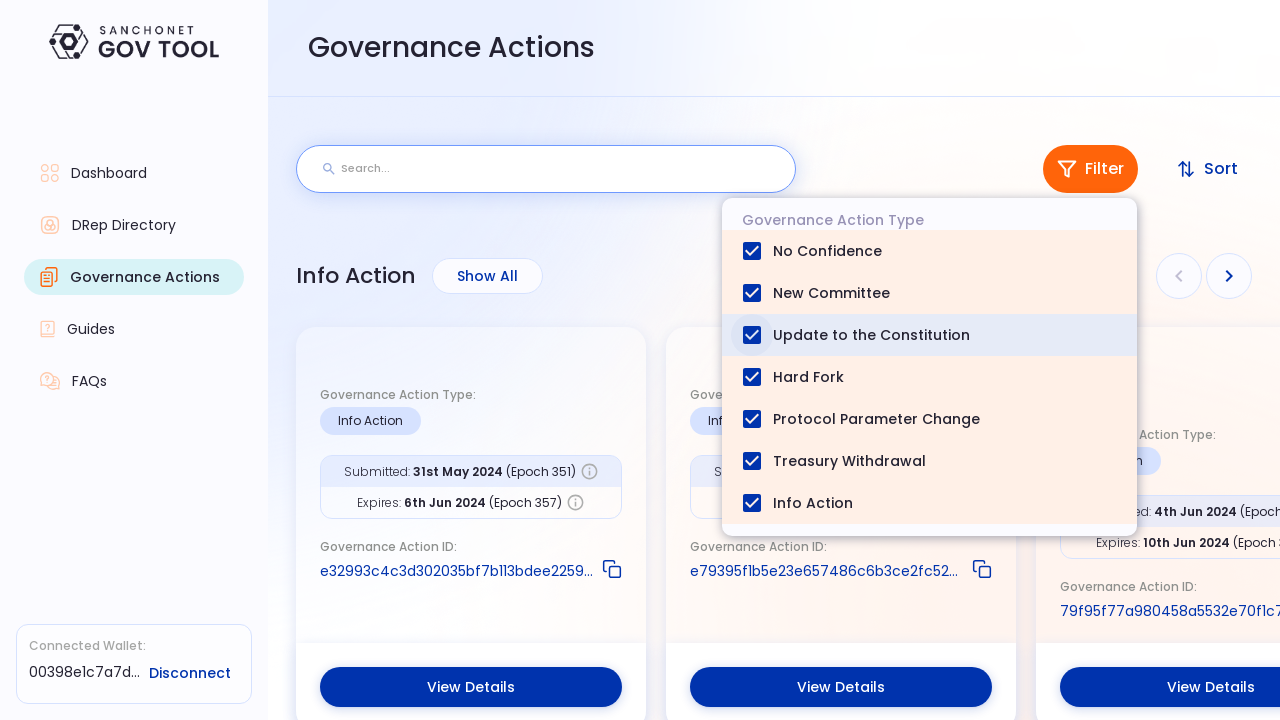 SANCHONET
GOV TOOL
Governance Actions
Dashboard
DRep Directory
Governance Actions
Guides
FAQs
Connected Wallet:
00398e1c7a7d...
Disconnect
Search...
Filter
Sort
Governance Action Type
No Confidence
New Committee
Update to the Constitution
Hard Fork
Protocol Parameter Change
Treasury Withdrawal
Info Action
Info Action
Show All
Governance Action Type:
Info Action
Submitted: 31st May 2024 (Epoch 351)
Expires: 6th Jun 2024 (Epoch 357)
Governance Action ID:
e32993c4c3d302035bf7b113bdee2259...
View Details
Governance Action ID:
e79395f1b5e23e657486c6b3ce2fc52...
View Details
Action Type:
4th Jun 2024 (Epoch
Expires: 10th Jun 2024 (Epoch
Governance Action ID:
79f95f77a980458a5532e70f1c7
View Details